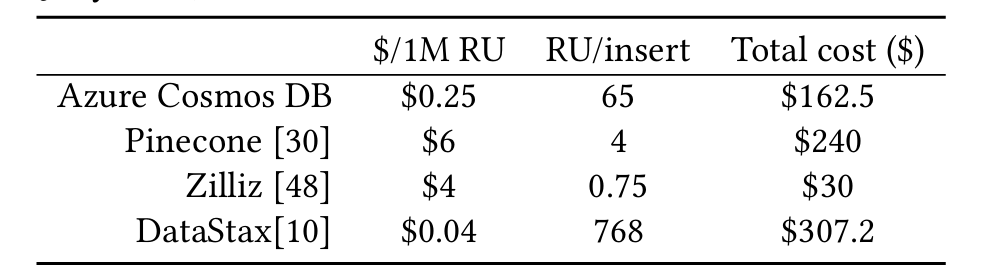 $/1M RU RU/insert Total cost ($)
Azure Cosmos DB $0.25 65 $162.5
Pinecone [30] $6 4 $240
Zilliz [48] $4 0.75 $30
DataStax[10] $0.04 768 $307.2